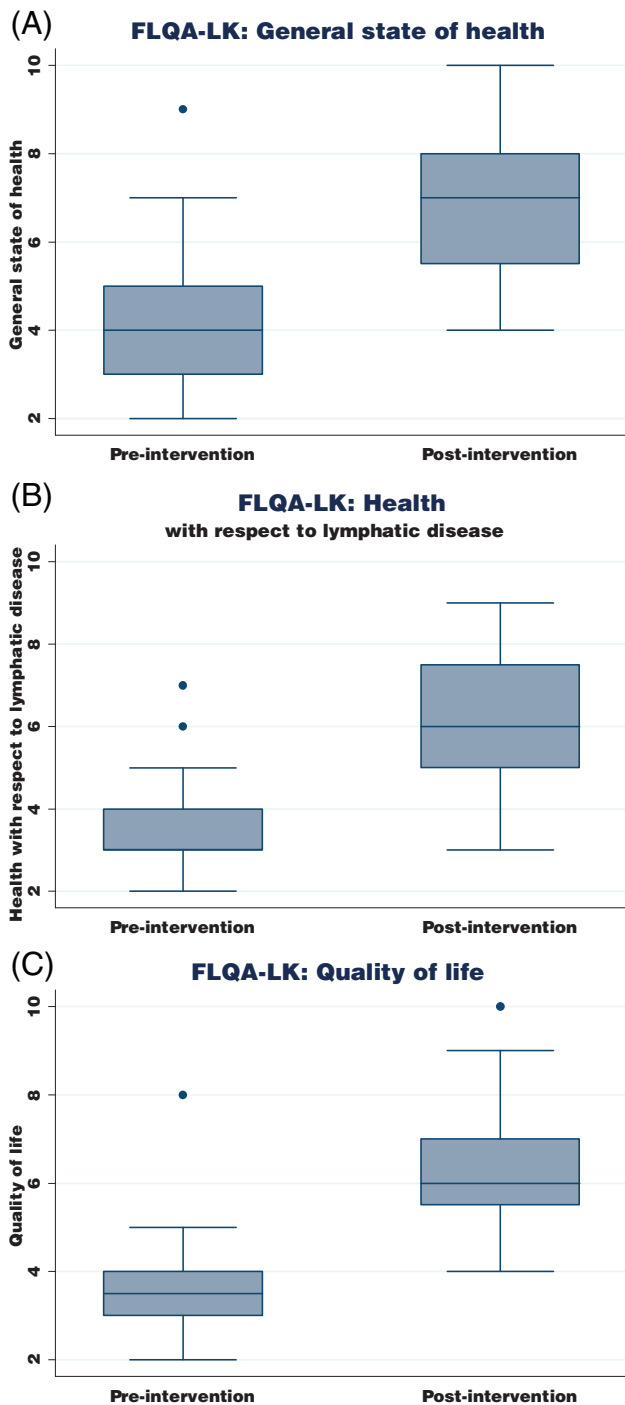 (A)
FLQA-LK: General state of health
General state of health
10
8
6
4
2
Pre-intervention Post-intervention
(B)
FLQA-LK: Health
with respect to lymphatic disease
Health with respect to lymphatic disease
10
8
6
4
2
Pre-intervention Post-intervention
(C)
FLQA-LK: Quality of life
Quality of life
10
8
6
4
2
Pre-intervention Post-intervention